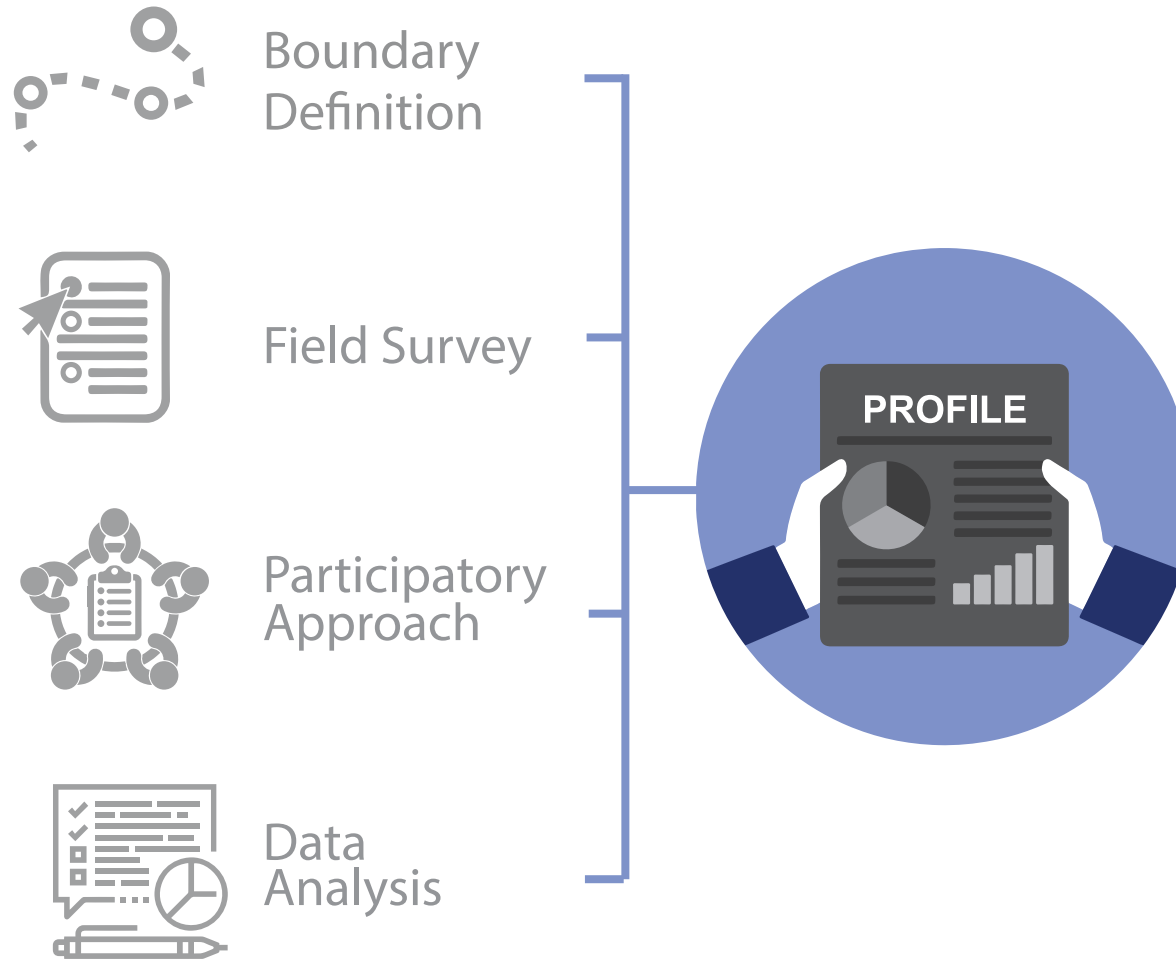 Boundary
Definition
Field Survey
Participatory
Approach
Data
Analysis
PROFILE